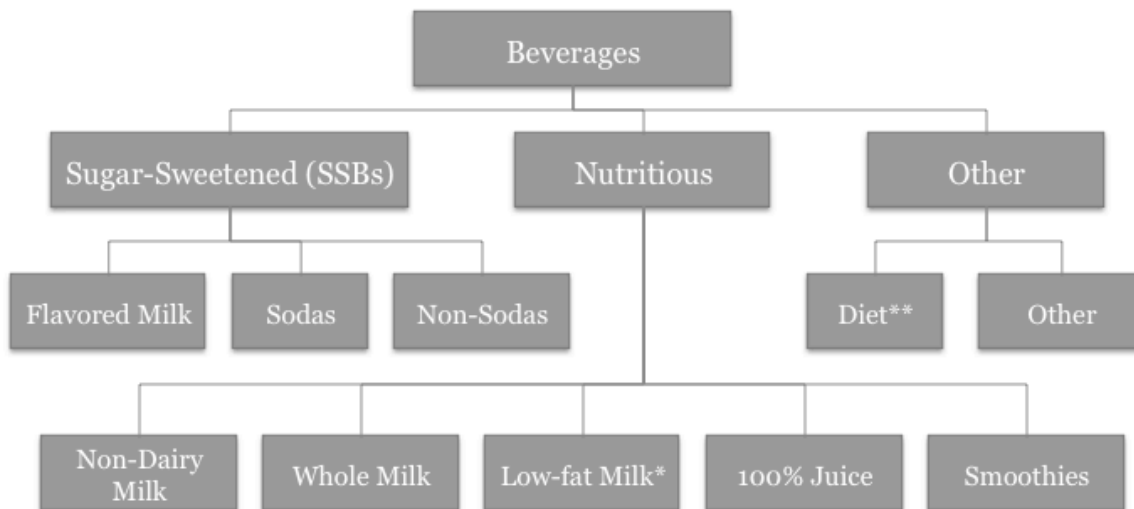 Beverages
Sugar-Sweetened (SSBs)
Nutritious
Other
Flavored Milk
Sodas
Non-Sodas
Diet**
Other
Non-Dairy
Milk
Whole Milk
Low-fat Milk*
100% Juice
Smoothies